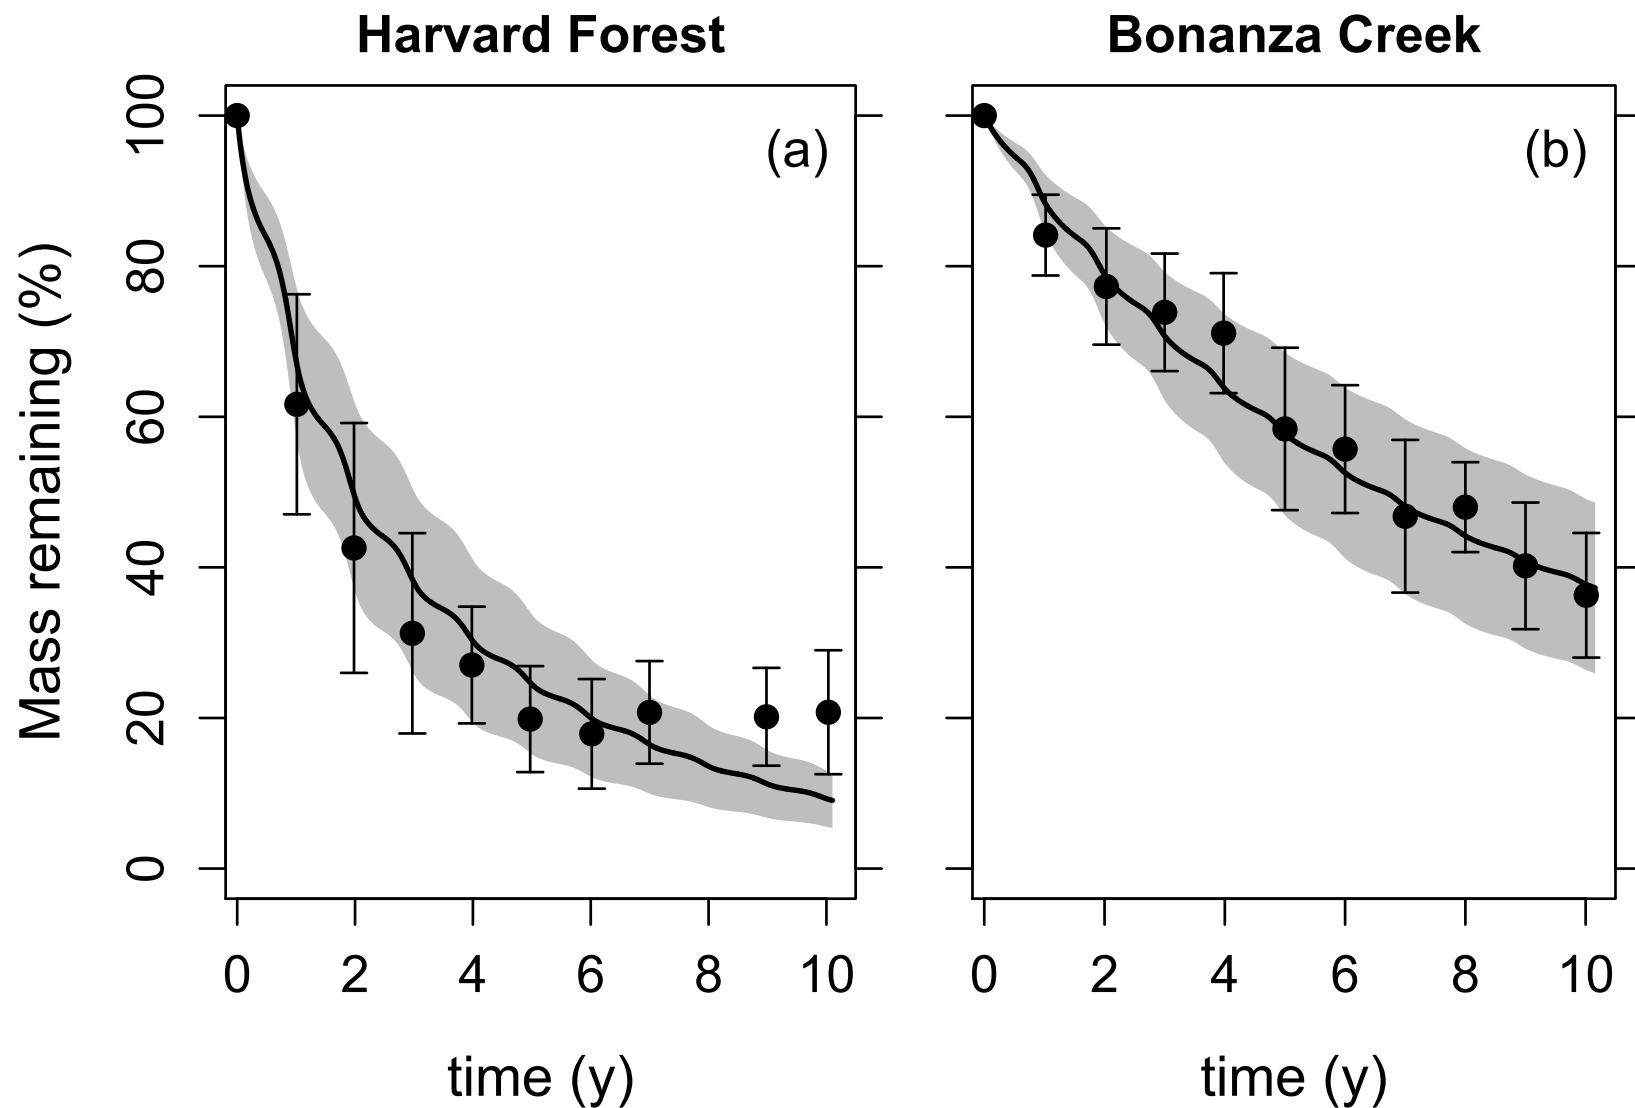 Harvard Forest
Bonanza Creek
Mass remaining (%)
100
80
60
40
20
0
(a)
(b)
0 2 4 6 8 10
0 2 4 6 8 10
time (y)
time (y)